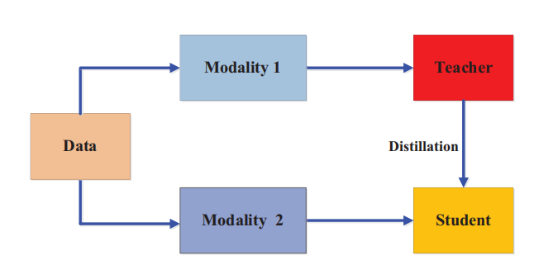 Modality 1
Teacher
Data
Distillation
Modality 2
Student